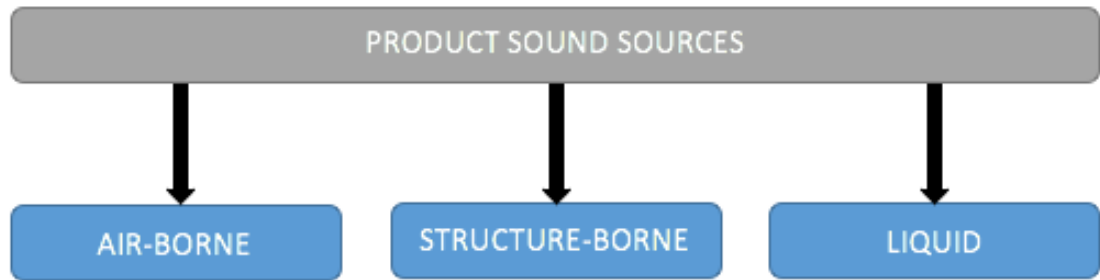 PRODUCT SOUND SOURCES
AIR-BORNE
STRUCTURE-BORNE
LIQUID